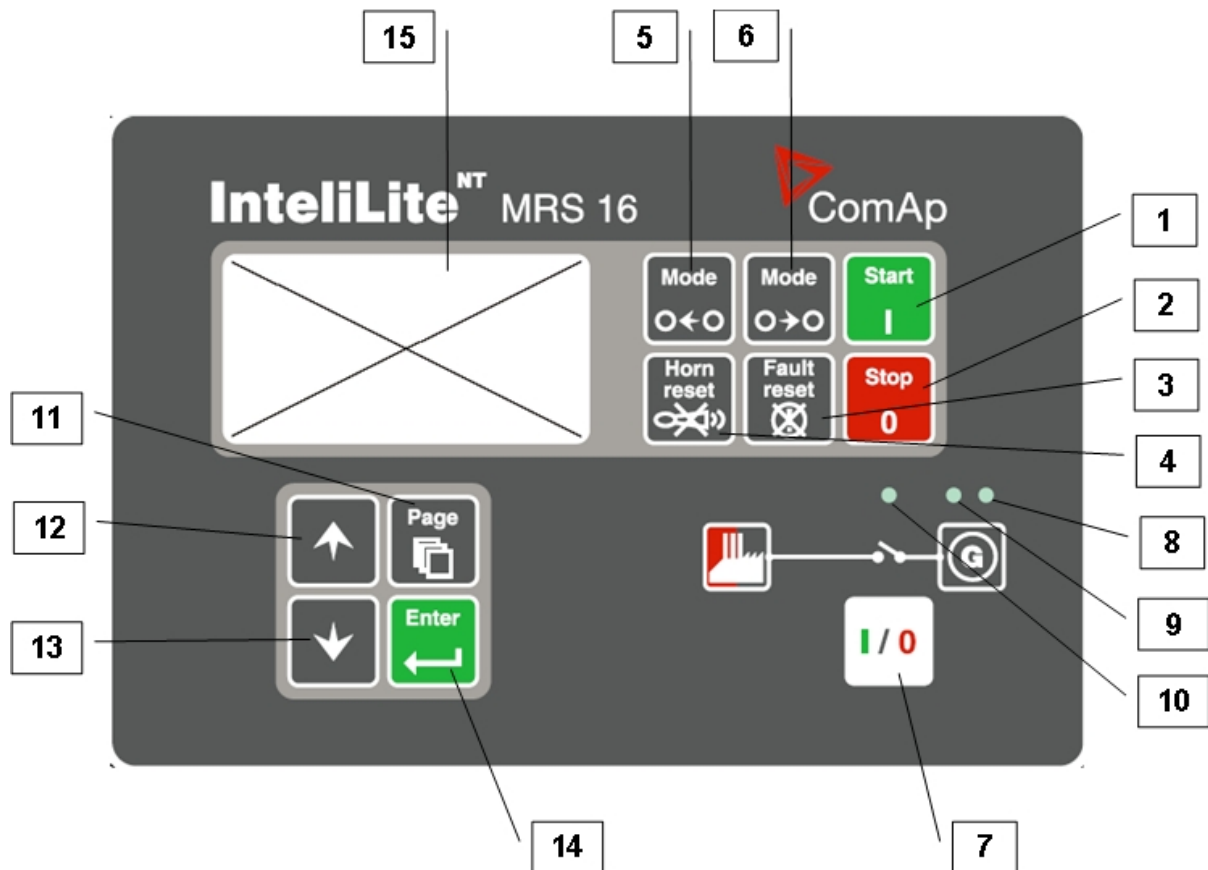 15
5
6
InteliLite NT MRS 16
ComAp
1
Mode
Mode
Start
I
2
Horn
reset
Fault
reset
Stop
0
3
4
11
12
Page
8
13
Enter
G
9
I / 0
10
14
7